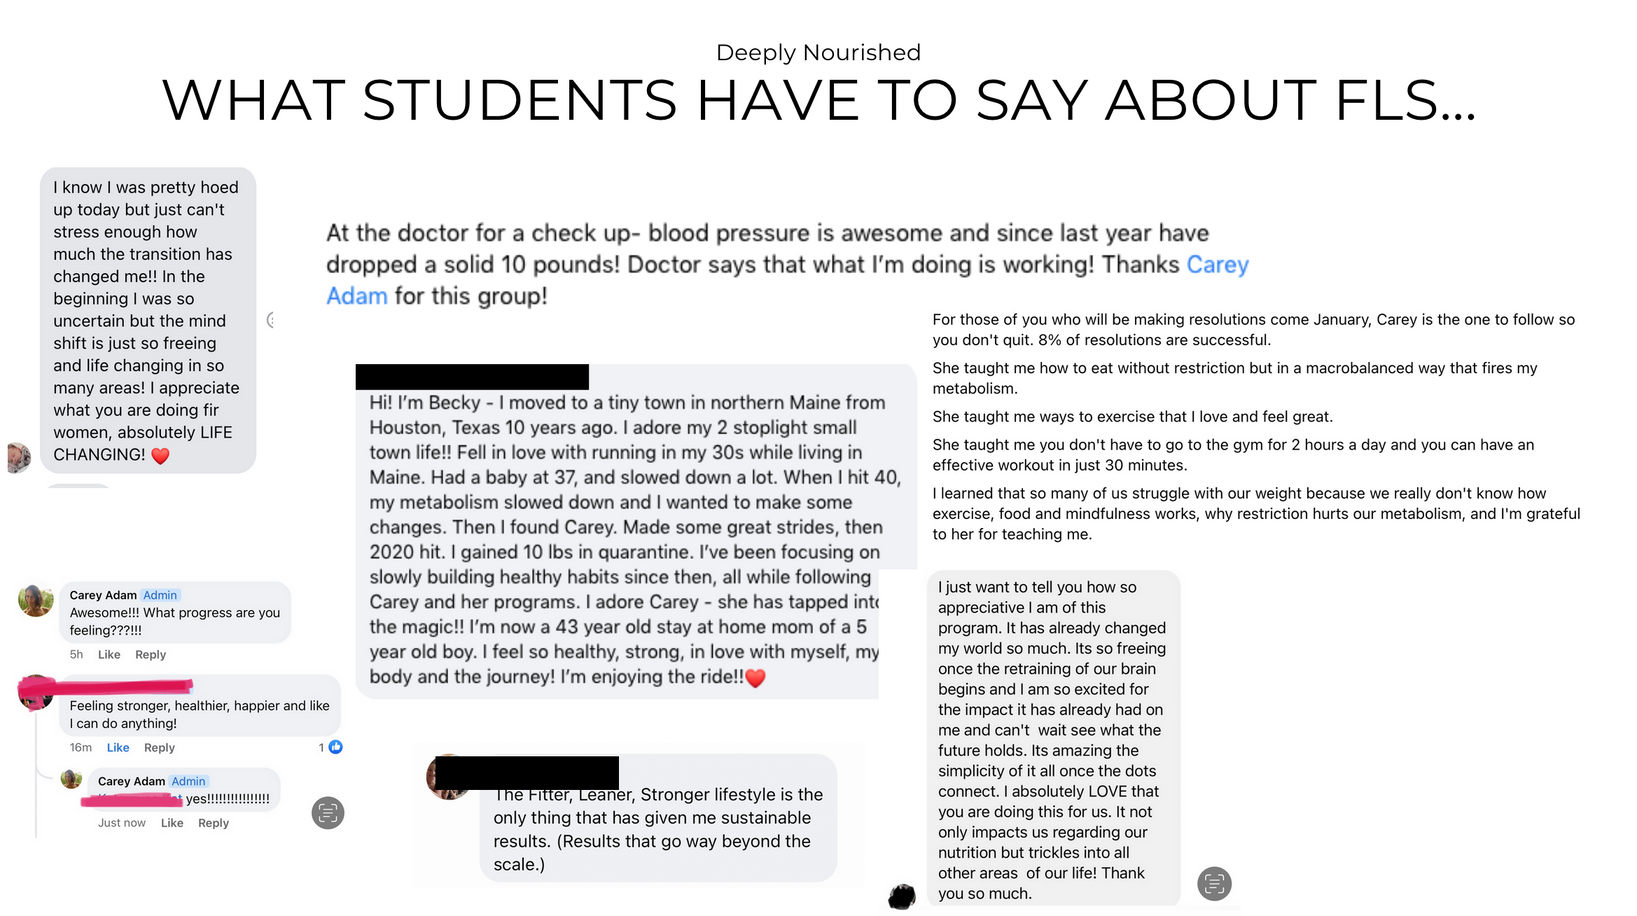 Deeply Nourished
WHAT STUDENTS HAVE TO SAY ABOUT FLS...
I know I was pretty hoed
up today but just can't
stress enough how
much the transition has
changed me!! In the
beginning I was so
uncertain but the mind
shift is just so freeing
and life changing in so
many areas! I appreciate
what you are doing fir
women, absolutely LIFE
CHANGING! ❤️
At the doctor for a check up- blood pressure is awesome and since last year have
dropped a solid 10 pounds! Doctor says that what I'm doing is working! Thanks Carey
Adam for this group!
For those of you who will be making resolutions come January, Carey is the one to follow so
you don't quit. 8% of resolutions are successful.
She taught me how to eat without restriction but in a macrobalanced way that fires my
metabolism.
She taught me ways to exercise that I love and feel great.
She taught me you don't have to go to the gym for 2 hours a day and you can have an
effective workout in just 30 minutes.
I learned that so many of us struggle with our weight because we really don't know how
exercise, food and mindfulness works, why restriction hurts our metabolism, and I'm grateful
to her for teaching me.
Hi! I'm Becky - I moved to a tiny town in northern Maine from
Houston, Texas 10 years ago. I adore my 2 stoplight small
town life!! Fell in love with running in my 30s while living in
Maine. Had a baby at 37, and slowed down a lot. When I hit 40,
my metabolism slowed down and I wanted to make some
changes. Then I found Carey. Made some great strides, then
2020 hit. I gained 10 lbs in quarantine. I've been focusing on
slowly building healthy habits since then, all while following
Carey and her programs. I adore Carey - she has tapped into
the magic!! I'm now a 43 year old stay at home mom of a 5
year old boy. I feel so healthy, strong, in love with myself, my
body and the journey! I'm enjoying the ride!!❤️
Carey Adam Admin
Awesome!!! What progress are you
feeling???!!!
5h Like Reply
Feeling stronger, healthier, happier and like
I can do anything!
16m Like Reply 1
Carey Adam Admin
yes!!!!!!!!!!!!!!!!
Just now Like Reply
The Fitter, Leaner, Stronger lifestyle is the
only thing that has given me sustainable
results. (Results that go way beyond the
scale.)
I just want to tell you how so
appreciative I am of this
program. It has already changed
my world so much. Its so freeing
once the retraining of our brain
begins and I am so excited for
the impact it has already had on
me and can't wait see what the
future holds. Its amazing the
simplicity of it all once the dots
connect. I absolutely LOVE that
you are doing this for us. It not
only impacts us regarding our
nutrition but trickles into all
other areas of our life! Thank
you so much.